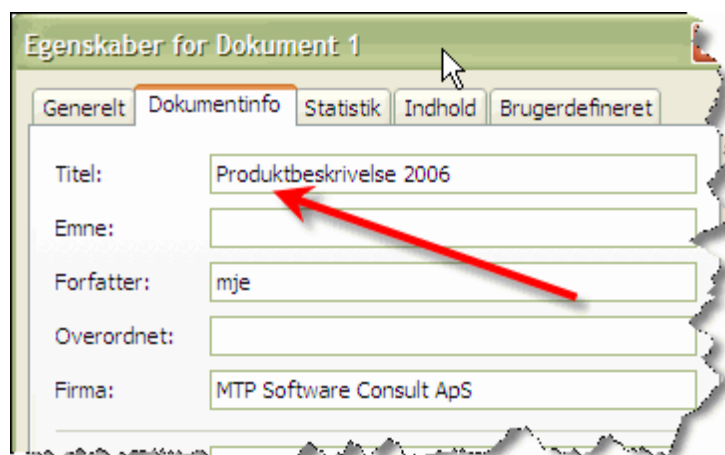 Egenskaber for Dokument 1
Generelt Dokumentinfo Statistik Indhold Brugerdefineret
Titel: Produktbeskrivelse 2006
Emne:
Forfatter: mje
Overordnet:
Firma: MTP Software Consult ApS